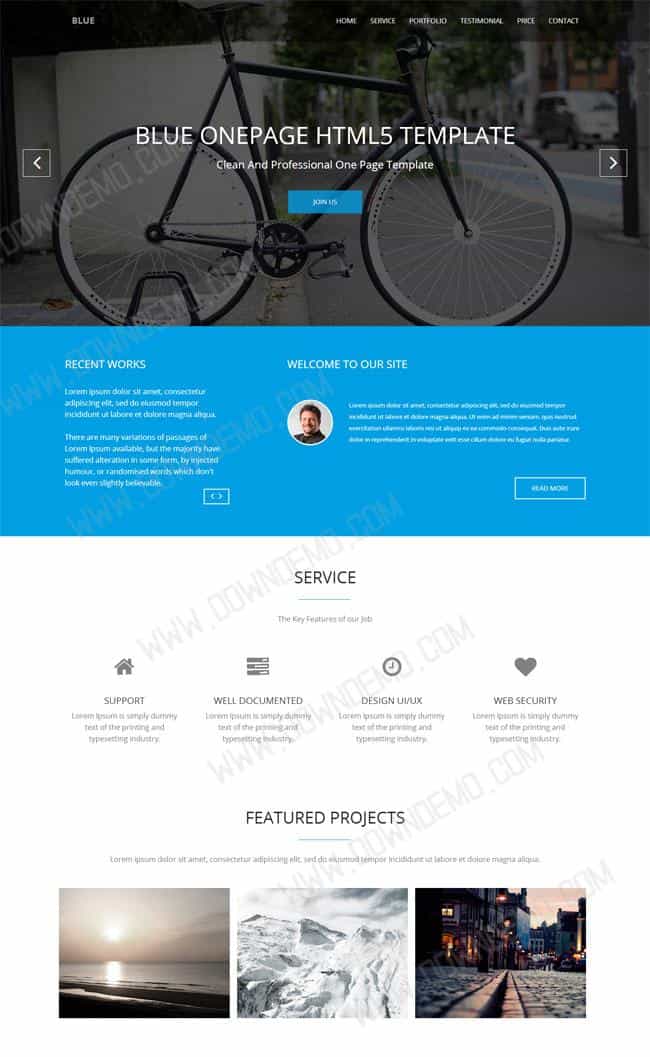 BLUE
HOME SERVICE PORTFOLIO TESTIMONIAL PRICE CONTACT
BLUE ONEPAGE HTML5 TEMPLATE
Clean And Professional One Page Template
JOIN US
RECENT WORKS
Lorem ipsum dolor sit amet, consectetur
adipiscing elit, sed do eiusmod tempor
incididunt ut labore et dolore magna aliqua.
There are many variations of passages of
Lorem Ipsum available, but the majority have
suffered alteration in some form, by injected
humour, or randomised words which don't
look even slightly believable.
WELCOME TO OUR SITE
Lorem ipsum dolor sit amet, consectetur adipiscing elit, sed do eiusmod tempor
incididunt ut labore et dolore magna aliqua. Ut enim ad minim veniam, quis nostrud
exercitation ullamco laboris nisi ut aliquip ex ea commodo consequat. Duis aute irure
dolor in reprehenderit in voluptate velit esse cillum dolore eu fugiat nulla pariatur.
READ MORE
SERVICE
The Key Features of our Job
SUPPORT
Lorem Ipsum is simply dummy
text of the printing and
typesetting industry.
WELL DOCUMENTED
Lorem Ipsum is simply dummy
text of the printing and
typesetting industry.
DESIGN UI/UX
Lorem Ipsum is simply dummy
text of the printing and
typesetting industry.
WEB SECURITY
Lorem Ipsum is simply dummy
text of the printing and
typesetting industry.
FEATURED PROJECTS
Lorem ipsum dolor sit amet, consectetur adipiscing elit, sed do eiusmod tempor incididunt ut labore et dolore magna aliqua.
WWW.DOWNDEMO.COM
WWW.DOWNDEMO.COM
WWW.DOWNDEMO.COM
WWW.DOWNDEMO.COM